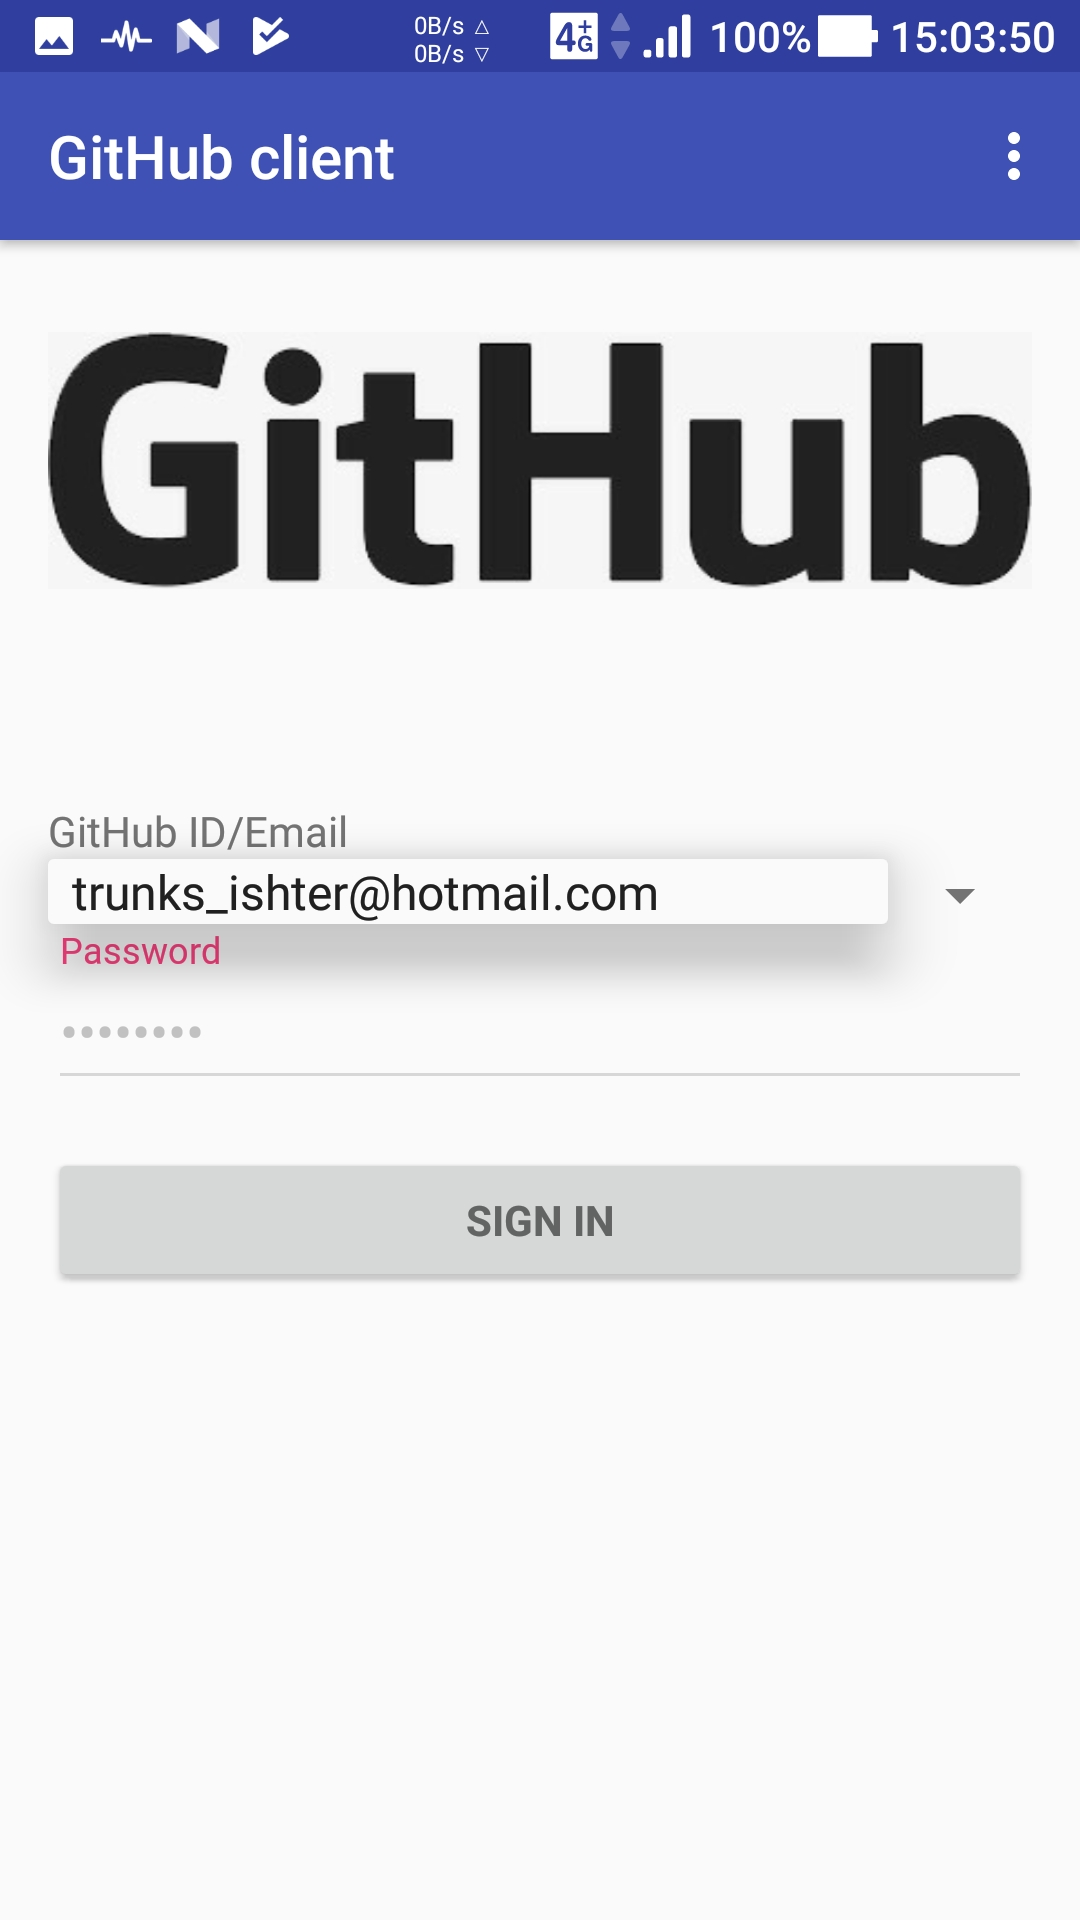 0B/s △
0B/s ▽
4G+ 100% 15:03:50
GitHub client
GitHub
GitHub ID/Email
trunks_ishter@hotmail.com
Password
••••••••
SIGN IN